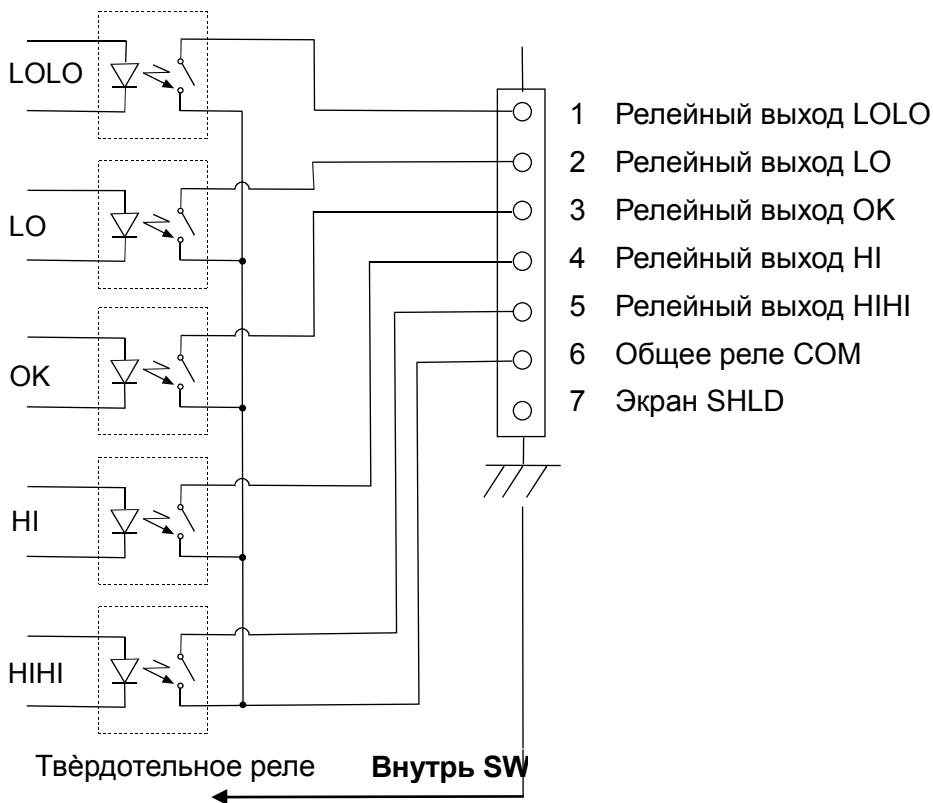 LOLO
LO
OK
HI
HIHI
1 Релейный выход LOLO
2 Релейный выход LO
3 Релейный выход OK
4 Релейный выход HI
5 Релейный выход HIHI
6 Общее реле COM
7 Экран SHLD
Твѐрдотельное реле
Внутрь SW